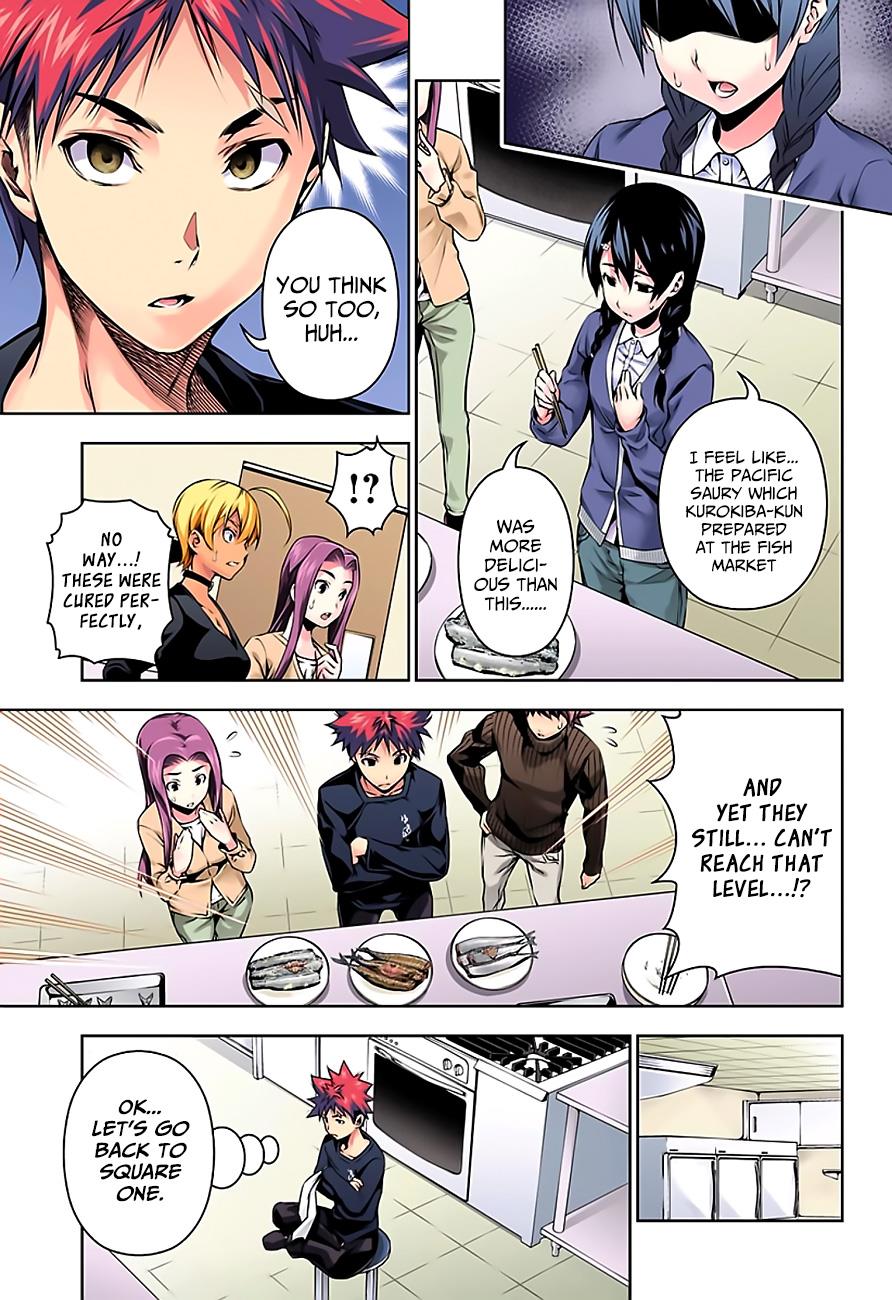 I FEEL LIKE...
THE PACIFIC
SAURY WHICH
KUROKIBA-KUN
PREPARED
AT THE FISH
MARKET
WAS
MORE
DELICI-
OUS THAN
THIS......
YOU THINK
SO TOO,
HUH...
!?
NO
WAY...!
THESE WERE
CURED PER-
FECTLY,
AND
YET THEY
STILL... CAN'T
REACH THAT
LEVEL...!?
OK...
LET'S GO
BACK TO
SQUARE
ONE.